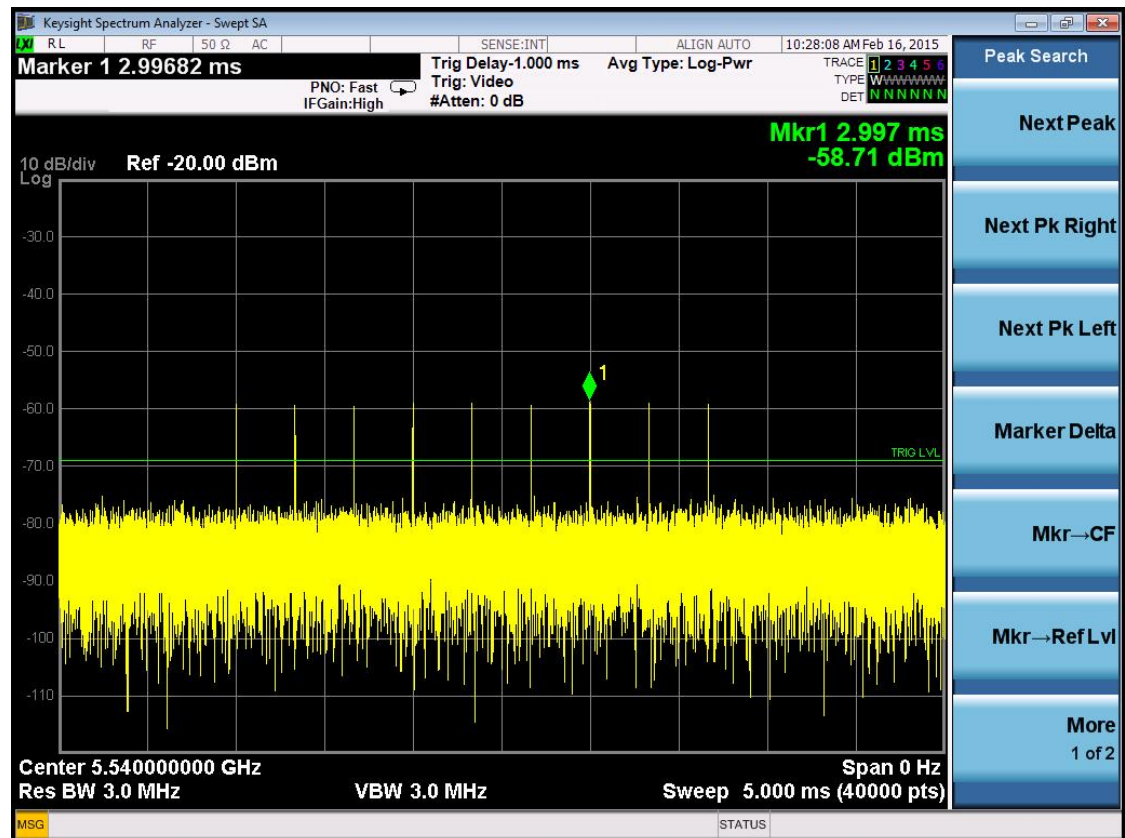 Keysight Spectrum Analyzer - Swept SA
LXI RL RF 50 Ω AC SENSE:INT ALIGN AUTO 10:28:08 AM Feb 16, 2015
Marker 1 2.99682 ms
PNO: Fast
IFGain:High
Trig Delay-1.000 ms
Trig: Video
#Atten: 0 dB
Avg Type: Log-Pwr
TRACE 1 2 3 4 5 6
TYPE WWWWWW
DET N N N N N N
Mkr1 2.997 ms
-58.71 dBm
10 dB/div Ref -20.00 dBm
Log
-30.0
-40.0
-50.0
-60.0
-70.0
-80.0
-90.0
-100
-110
1
TRIG LVL
Center 5.540000000 GHz
Span 0 Hz
Res BW 3.0 MHz
VBW 3.0 MHz
Sweep 5.000 ms (40000 pts)
MSG
STATUS
Peak Search
Next Peak
Next Pk Right
Next Pk Left
Marker Delta
Mkr→CF
Mkr→Ref Lvl
More
1 of 2